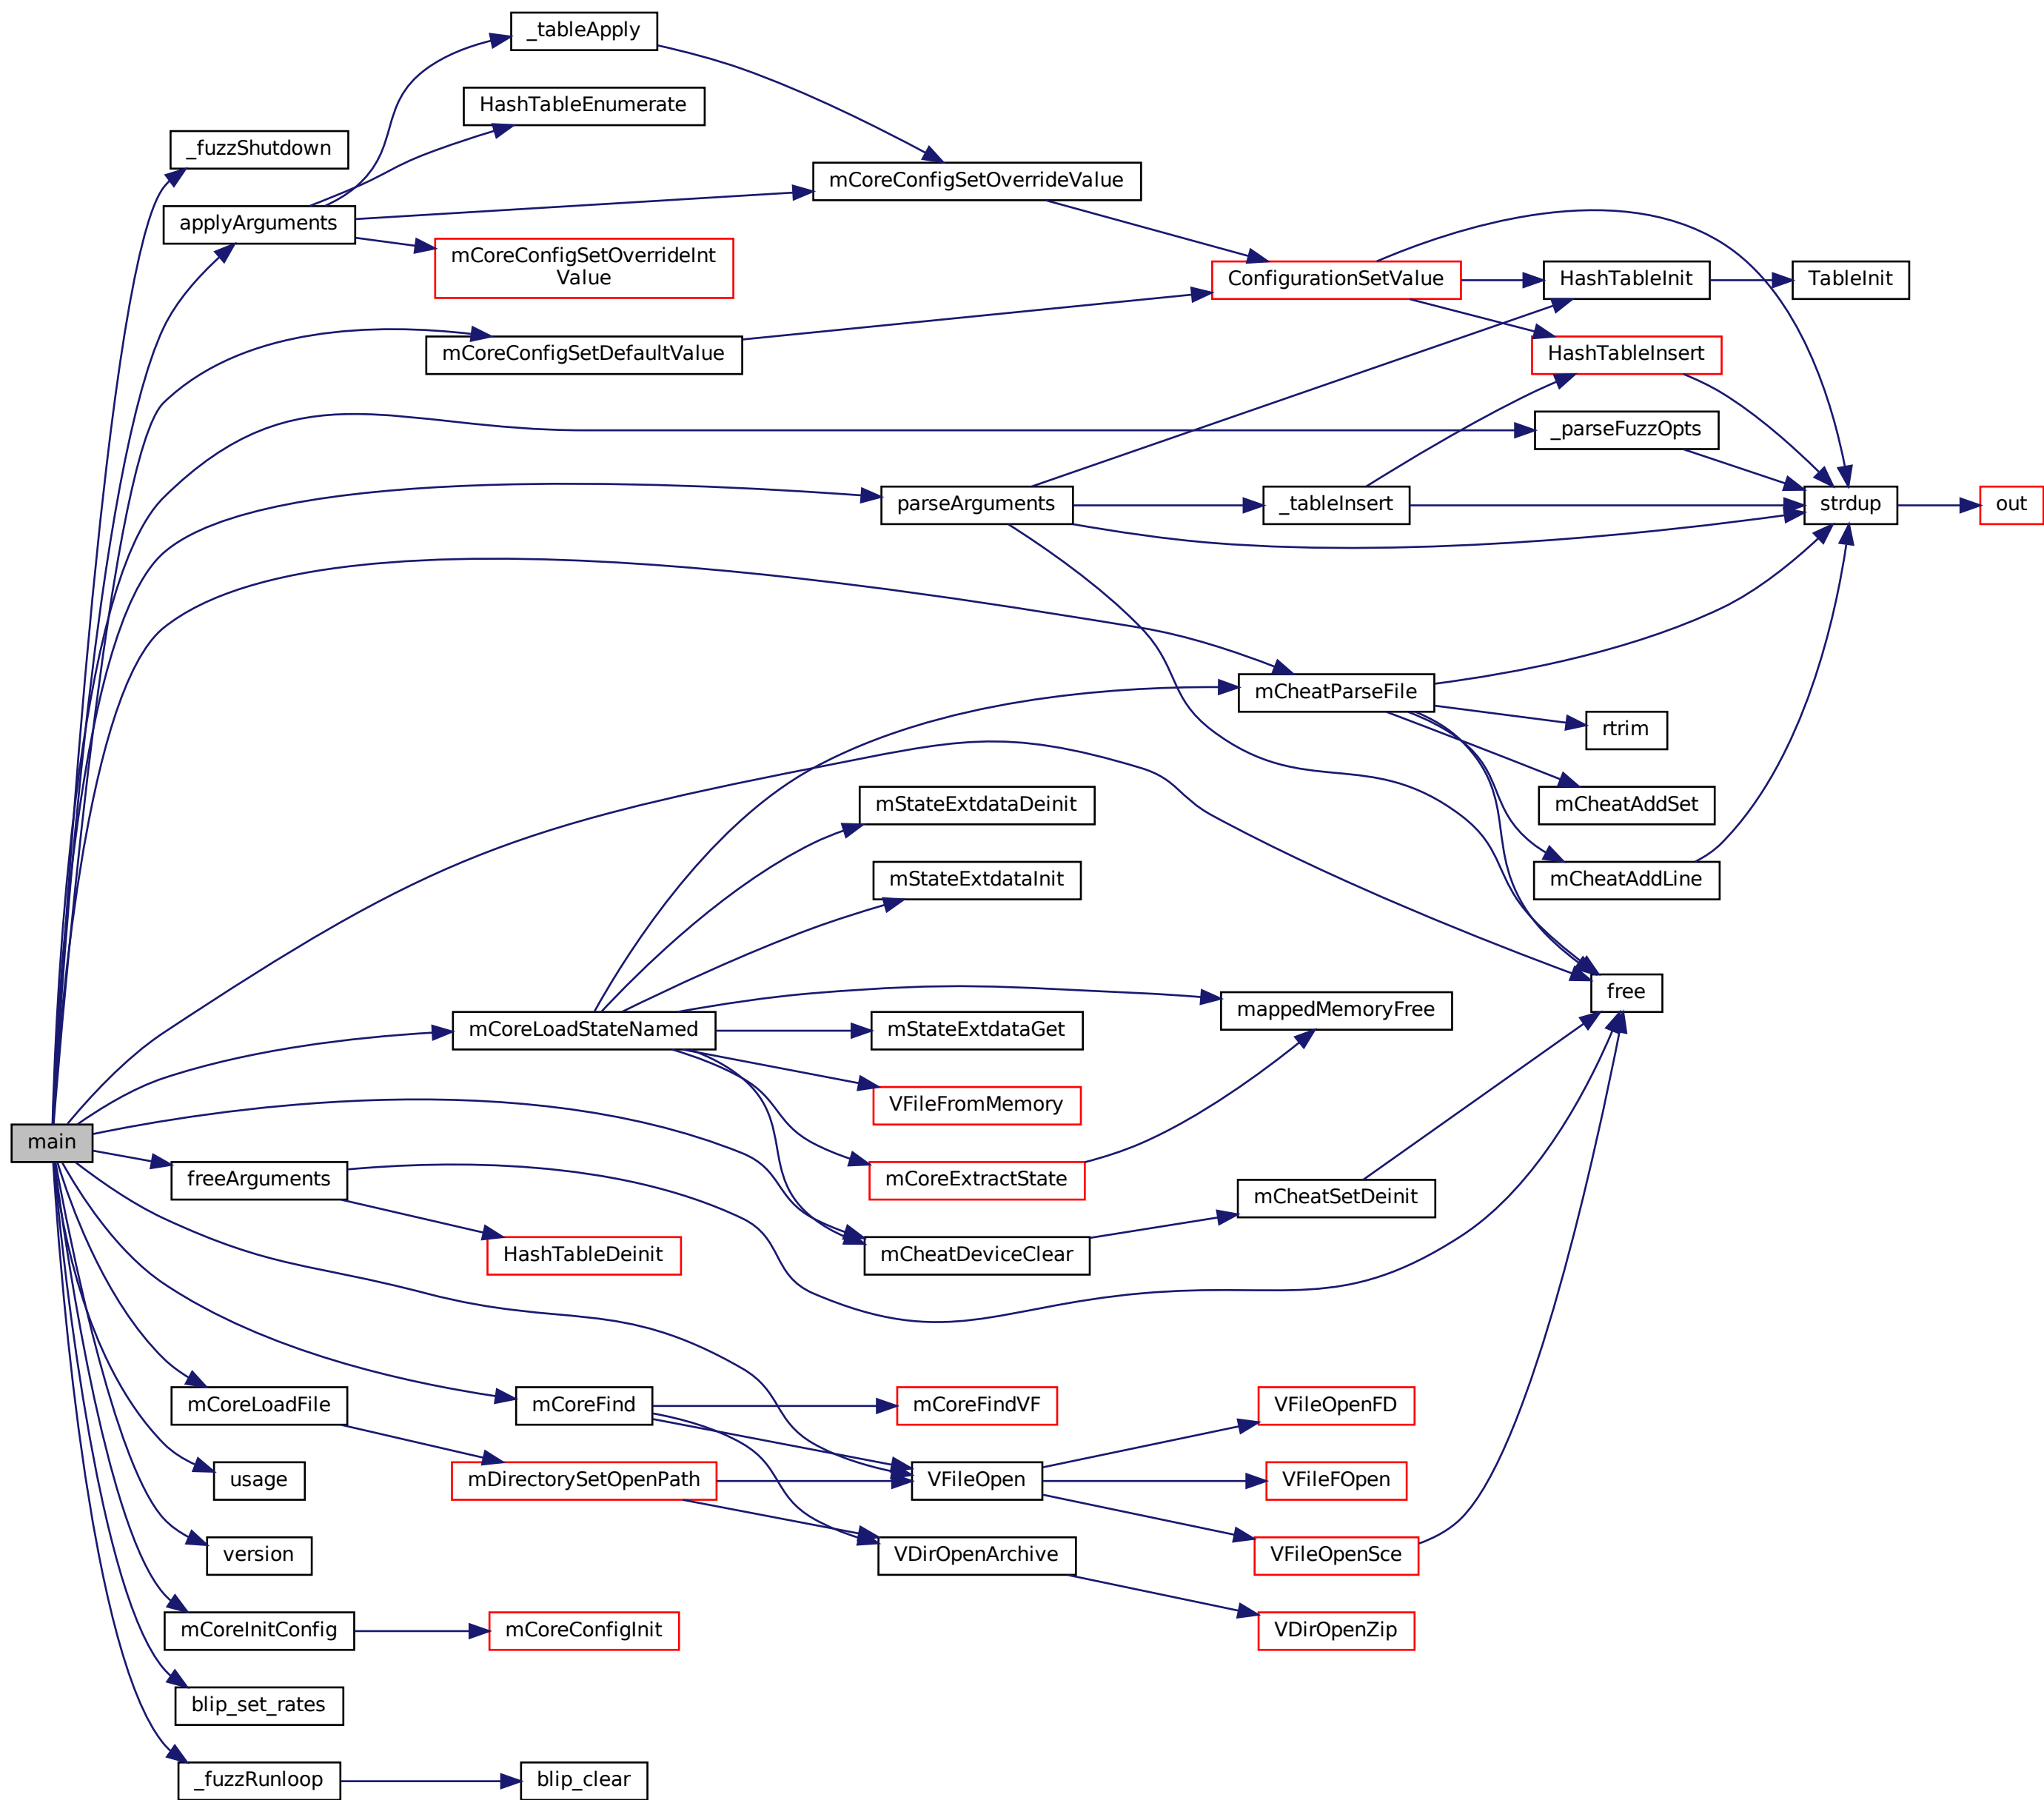 _tableApply
HashTableEnumerate
_fuzzShutdown
mCoreConfigSetOverrideValue
applyArguments
mCoreConfigSetOverrideInt
Value
ConfigurationSetValue
HashTableInit
TableInit
mCoreConfigSetDefaultValue
HashTableInsert
_parseFuzzOpts
parseArguments
_tableInsert
strdup
out
mCheatParseFile
rtrim
mStateExtdataDeinit
mCheatAddSet
mStateExtdataInit
mCheatAddLine
free
mappedMemoryFree
mCoreLoadStateNamed
mStateExtdataGet
VFileFromMemory
main
freeArguments
mCoreExtractState
mCheatSetDeinit
HashTableDeinit
mCheatDeviceClear
mCoreLoadFile
mCoreFind
mCoreFindVF
VFileOpenFD
usage
mDirectorySetOpenPath
VFileOpen
VFileFOpen
version
VDirOpenArchive
VFileOpenSce
mCoreInitConfig
mCoreConfigInit
VDirOpenZip
blip_set_rates
_fuzzRunloop
blip_clear